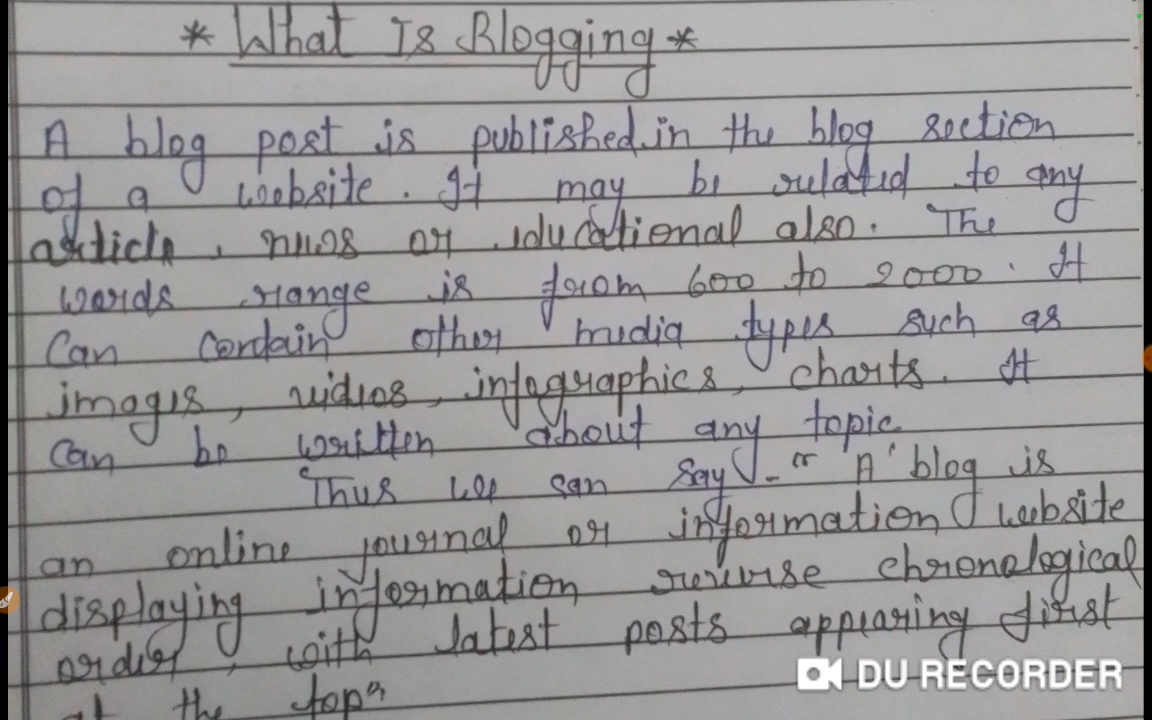 * What Is Blogging *
A blog post is published in the blog section
of a website. It may be related to any
article, news or educational also. The
words range is from 600 to 2000. It
Can contain other media types such as
images, videos, infographics, charts. It
Can be written about any topic
Thus we can say - " A blog is
an online journal or information website
displaying information reverse chronological
order, with latest posts appearing first
at the top"
DU RECORDER